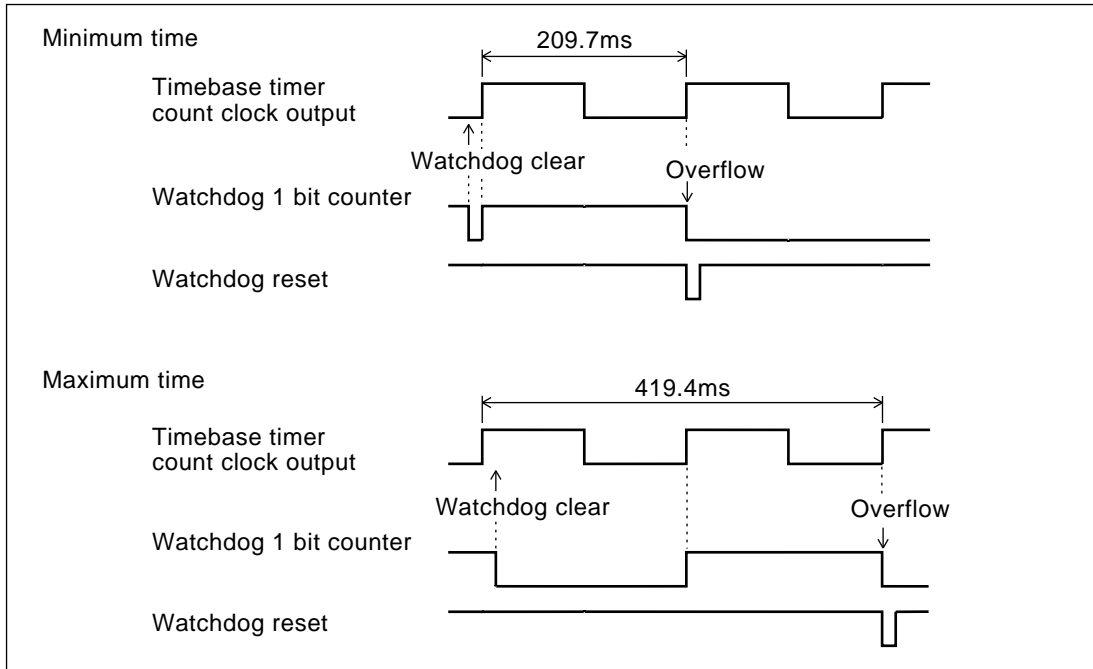 Minimum time
209.7ms
Timebase timer
count clock output
Watchdog clear
Overflow
Watchdog 1 bit counter
Watchdog reset
Maximum time
419.4ms
Timebase timer
count clock output
Watchdog clear
Overflow
Watchdog 1 bit counter
Watchdog reset